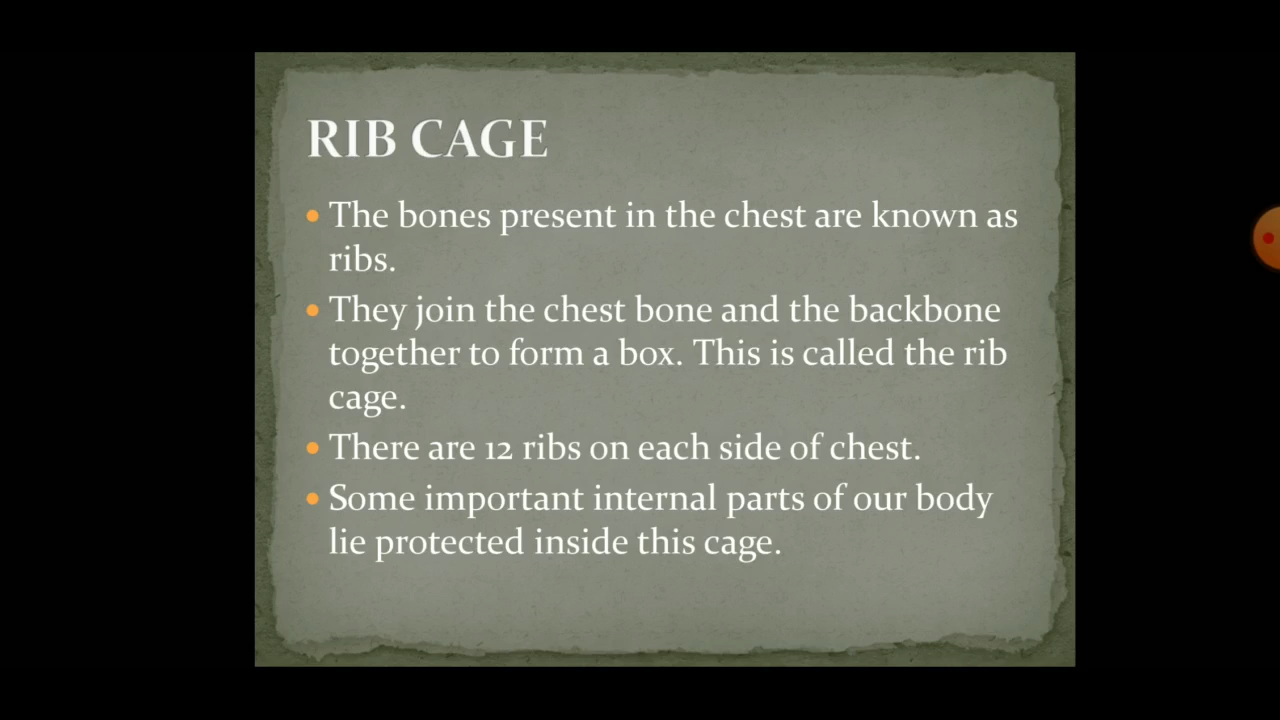 RIB CAGE
The bones present in the chest are known as
ribs.
They join the chest bone and the backbone
together to form a box. This is called the rib
cage.
There are 12 ribs on each side of chest.
Some important internal parts of our body
lie protected inside this cage.